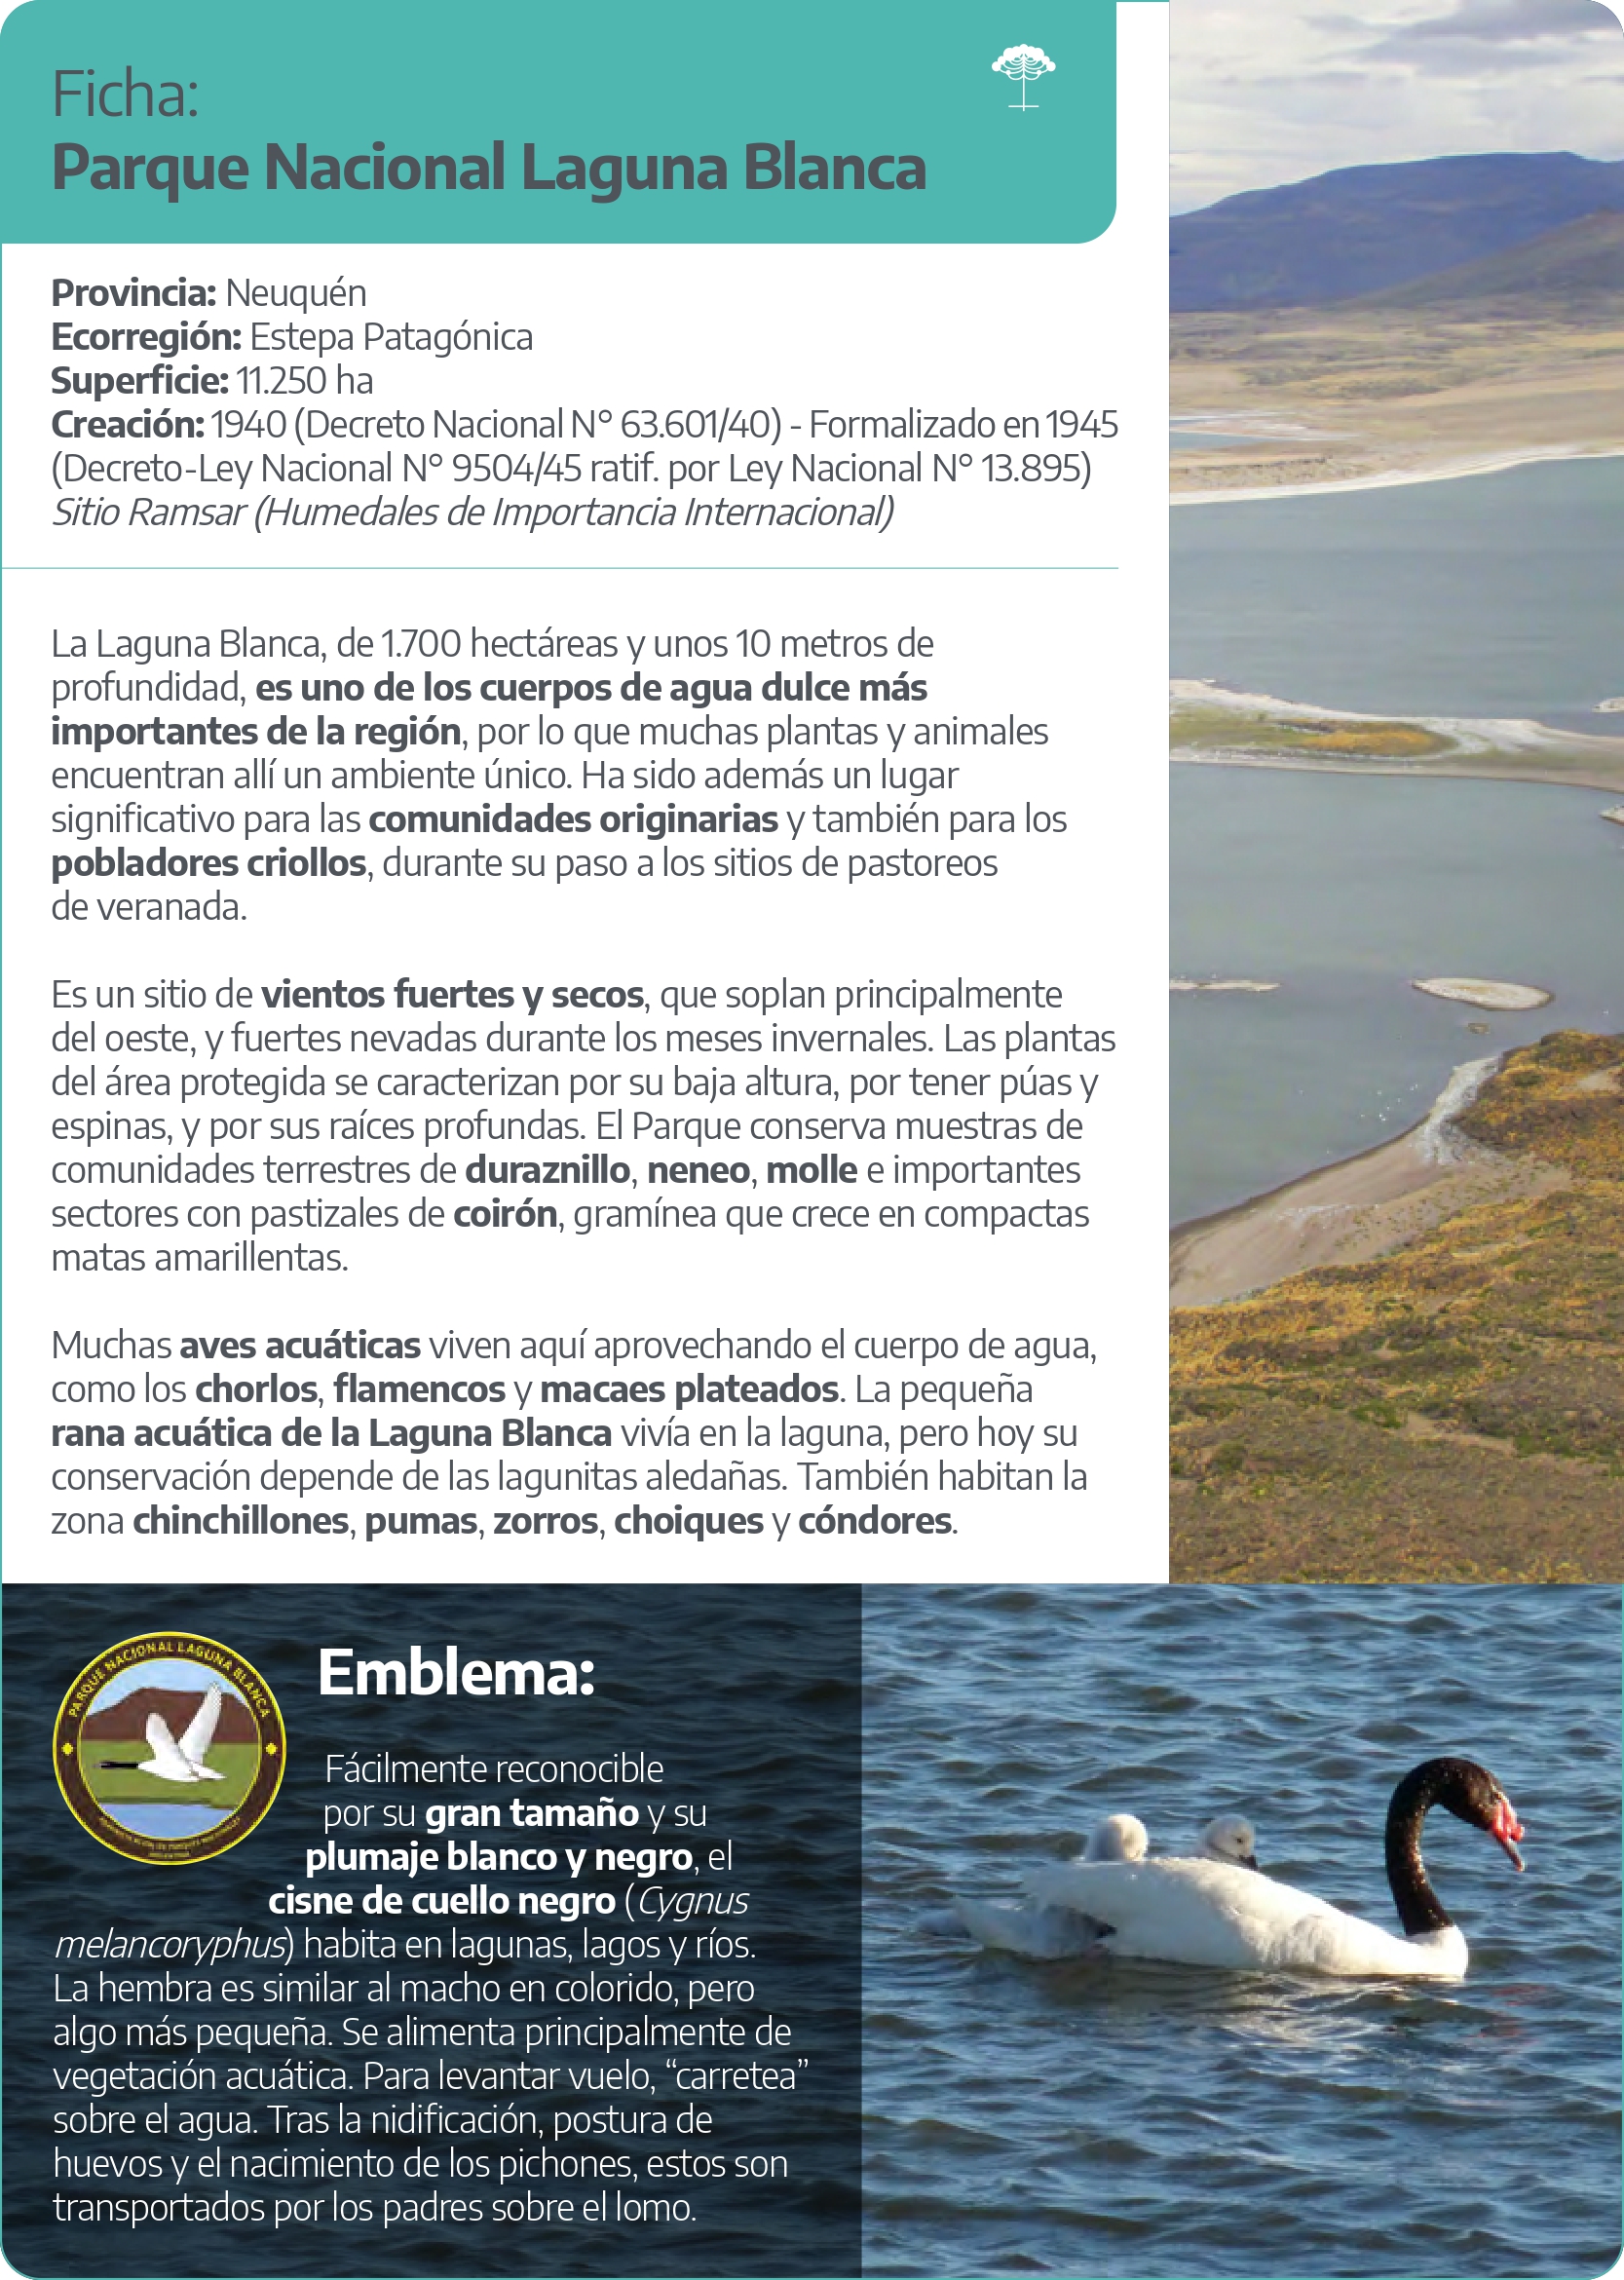 Ficha:
Parque Nacional Laguna Blanca
Provincia: Neuquén
Ecorregión: Estepa Patagónica
Superficie: 11.250 ha
Creación: 1940 (Decreto Nacional N° 63.601/40) - Formalizado en 1945
(Decreto-Ley Nacional N° 9504/45 ratif. por Ley Nacional N° 13.895)
Sitio Ramsar (Humedales de Importancia Internacional)
La Laguna Blanca, de 1.700 hectáreas y unos 10 metros de
profundidad, es uno de los cuerpos de agua dulce más
importantes de la región, por lo que muchas plantas y animales
encuentran allí un ambiente único. Ha sido además un lugar
significativo para las comunidades originarias y también para los
pobladores criollos, durante su paso a los sitios de pastoreos
de veranada.
Es un sitio de vientos fuertes y secos, que soplan principalmente
del oeste, y fuertes nevadas durante los meses invernales. Las plantas
del área protegida se caracterizan por su baja altura, por tener púas y
espinas, y por sus raíces profundas. El Parque conserva muestras de
comunidades terrestres de duraznillo, neneo, molle e importantes
sectores con pastizales de coirón, gramínea que crece en compactas
matas amarillentas.
Muchas aves acuáticas viven aquí aprovechando el cuerpo de agua,
como los chorlos, flamencos y macaes plateados. La pequeña
rana acuática de la Laguna Blanca vivía en la laguna, pero hoy su
conservación depende de las lagunitas aledañas. También habitan la
zona chinchillones, pumas, zorros, choiques y cóndores.
PARQUE NACIONAL LAGUNA BLANCA
Emblema:
Fácilmente reconocible
por su gran tamaño y su
plumaje blanco y negro, el
cisne de cuello negro (Cygnus
melancoryphus) habita en lagunas, lagos y ríos.
La hembra es similar al macho en colorido, pero
algo más pequeña. Se alimenta principalmente de
vegetación acuática. Para levantar vuelo, “carretea”
sobre el agua. Tras la nidificación, postura de
huevos y el nacimiento de los pichones, estos son
transportados por los padres sobre el lomo.